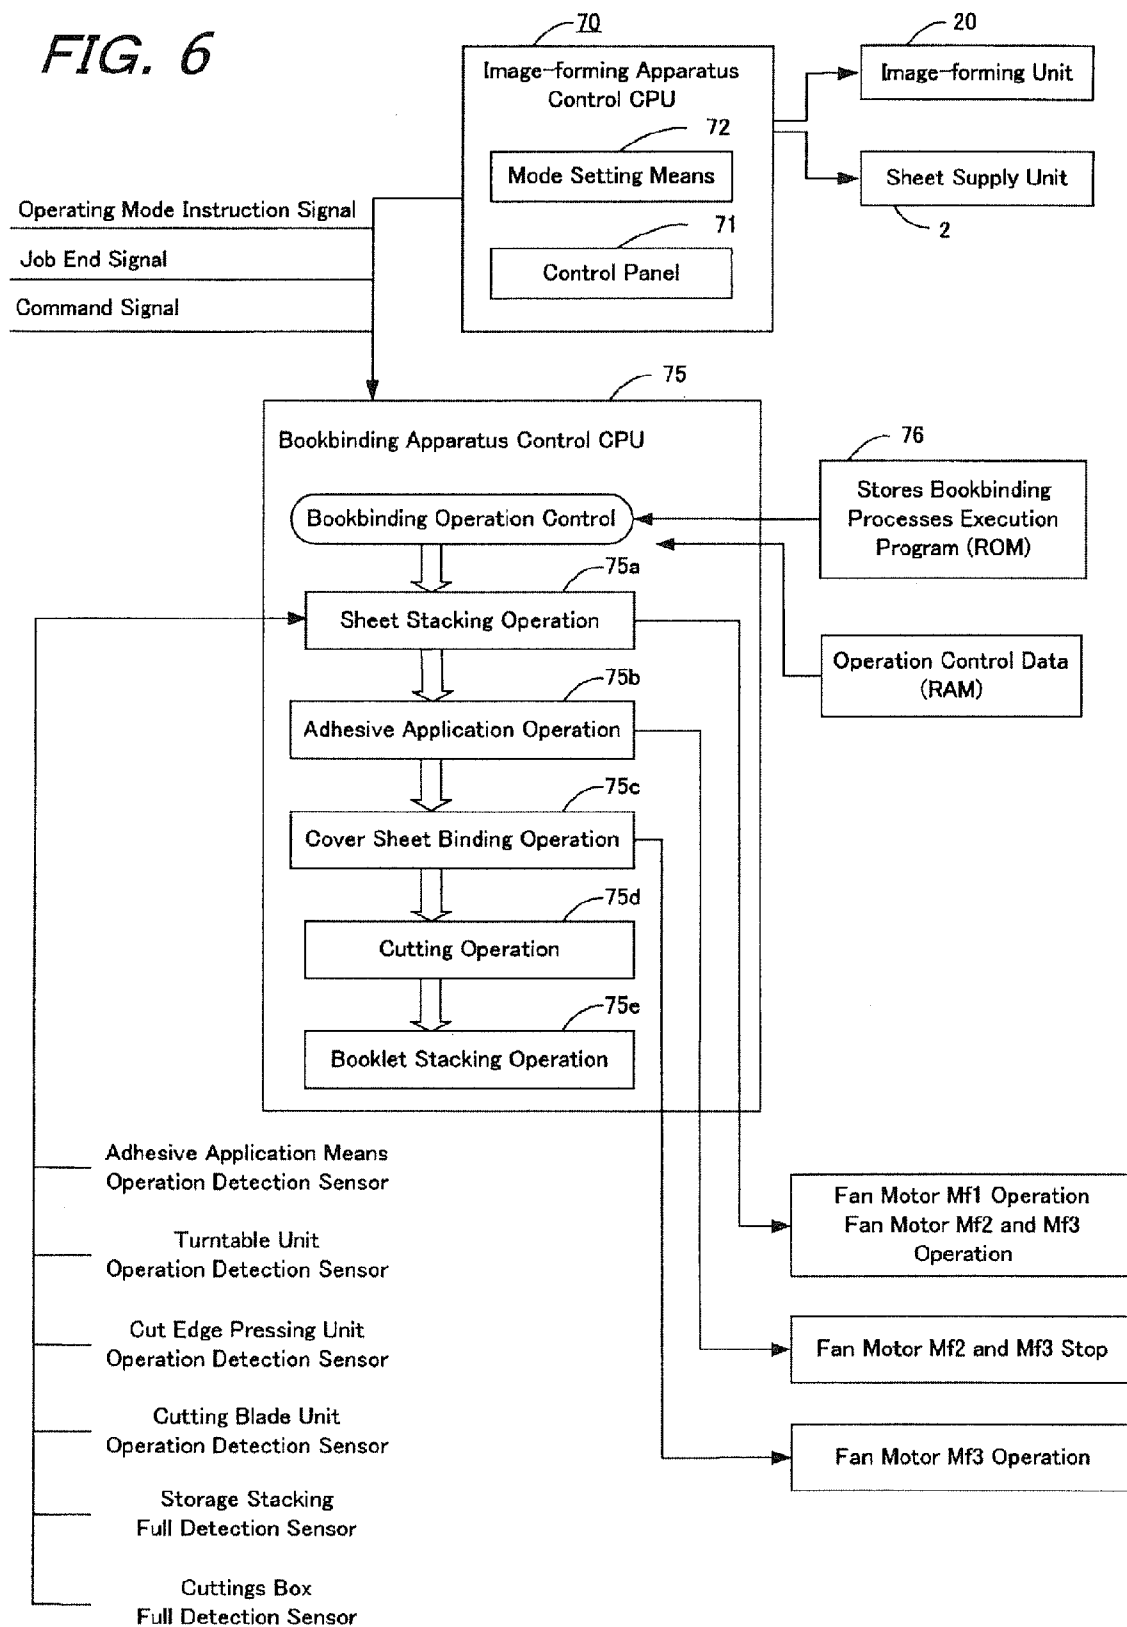 FIG. 6
70
20
Image-forming Apparatus
Control CPU
Image-forming Unit
72
Mode Setting Means
Sheet Supply Unit
2
Operating Mode Instruction Signal
71
Job End Signal
Control Panel
Command Signal
75
Bookbinding Apparatus Control CPU
76
Stores Bookbinding
Processes Execution
Program (ROM)
Bookbinding Operation Control
75a
Sheet Stacking Operation
Operation Control Data
(RAM)
75b
Adhesive Application Operation
75c
Cover Sheet Binding Operation
75d
Cutting Operation
75e
Booklet Stacking Operation
Adhesive Application Means
Operation Detection Sensor
Fan Motor Mf1 Operation
Fan Motor Mf2 and Mf3
Operation
Turntable Unit
Operation Detection Sensor
Cut Edge Pressing Unit
Operation Detection Sensor
Fan Motor Mf2 and Mf3 Stop
Cutting Blade Unit
Operation Detection Sensor
Fan Motor Mf3 Operation
Storage Stacking
Full Detection Sensor
Cuttings Box
Full Detection Sensor